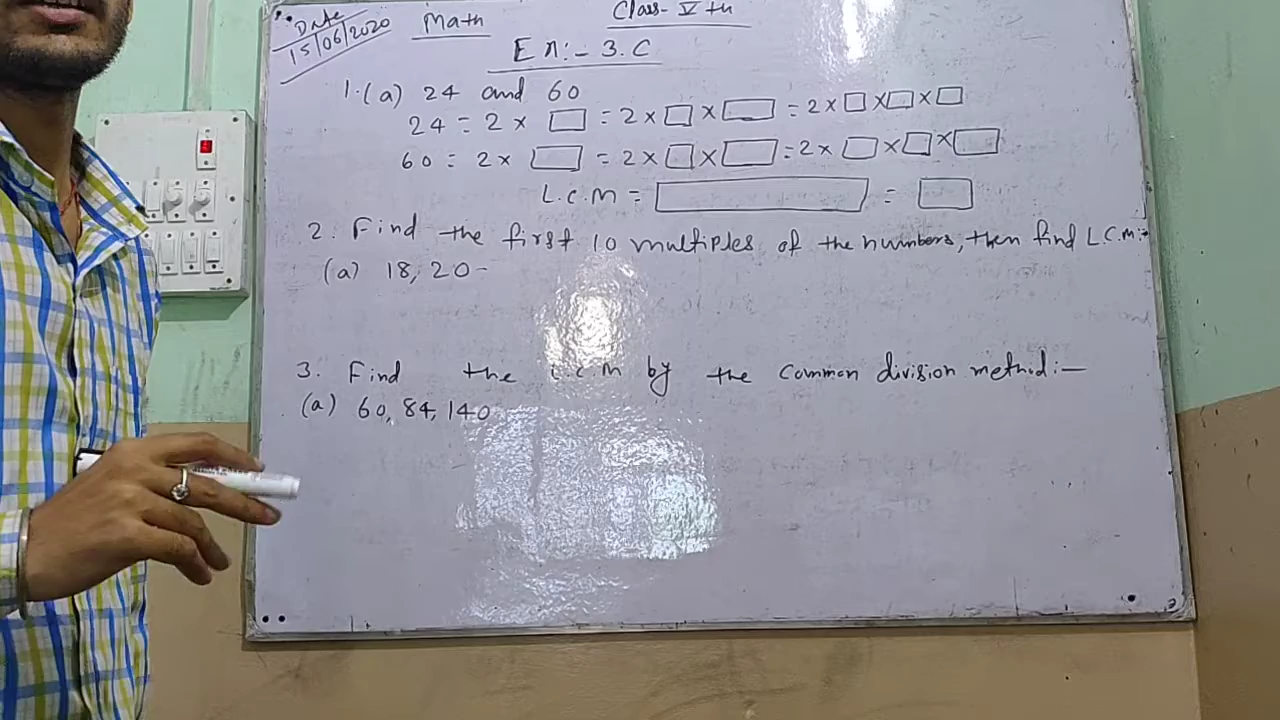 Date
15/06/2020
Math
Class- Vth
Ex:- 3.C
1.(a) 24 and 60
24 = 2 × □ = 2 × □ × □ = 2 × □ × □ × □
60 = 2 × □ = 2 × □ × □ = 2 × □ × □ × □
L.C.M = □ = □
2. Find the first 10 multiples of the numbers, then find L.C.M:-
(a) 18, 20-
3. Find the L.C.M by the common division method:-
(a) 60, 84, 140